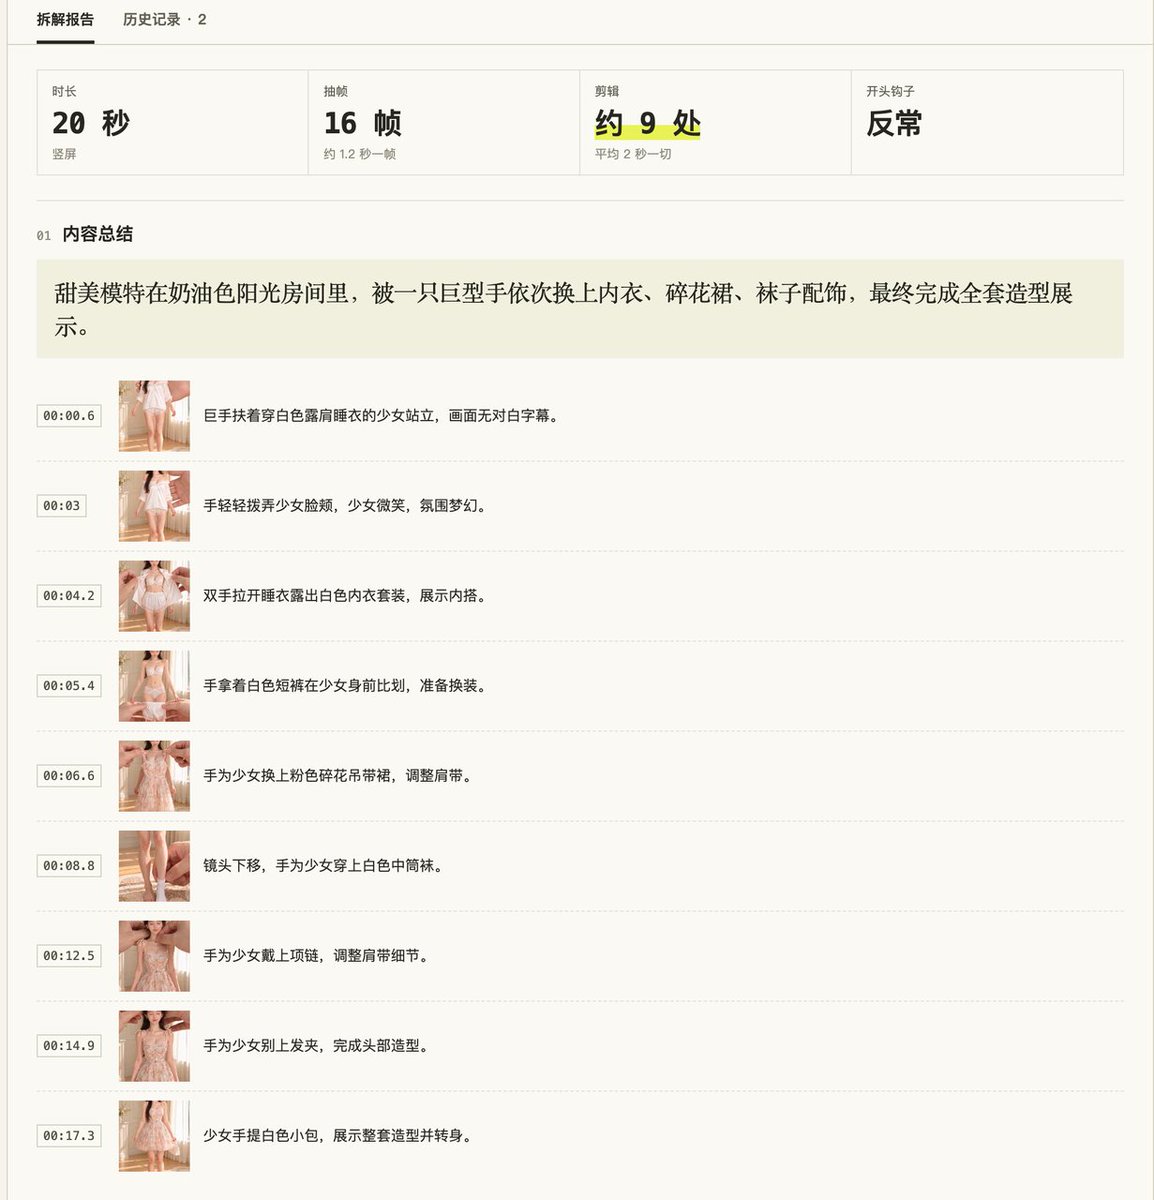 拆解报告
历史记录 · 2
时长
20 秒
竖屏
抽帧
16 帧
约 1.2 秒一帧
剪辑
约 9 处
平均 2 秒一切
开头钩子
反常
01 内容总结
甜美模特在奶油色阳光房间里，被一只巨型手依次换上内衣、碎花裙、袜子配饰，最终完成全套造型展
示。
00:00.6 巨手扶着穿白色露肩睡衣的少女站立，画面无对白字幕。
00:03 手轻轻拨弄少女脸颊，少女微笑，氛围梦幻。
00:04.2 双手拉开睡衣露出白色内衣套装，展示内搭。
00:05.4 手拿着白色短裤在少女身前比划，准备换装。
00:06.6 手为少女换上粉色碎花吊带裙，调整肩带。
00:08.8 镜头下移，手为少女穿上白色中筒袜。
00:12.5 手为少女戴上项链，调整肩带细节。
00:14.9 手为少女别上发夹，完成头部造型。
00:17.3 少女手提白色小包，展示整套造型并转身。